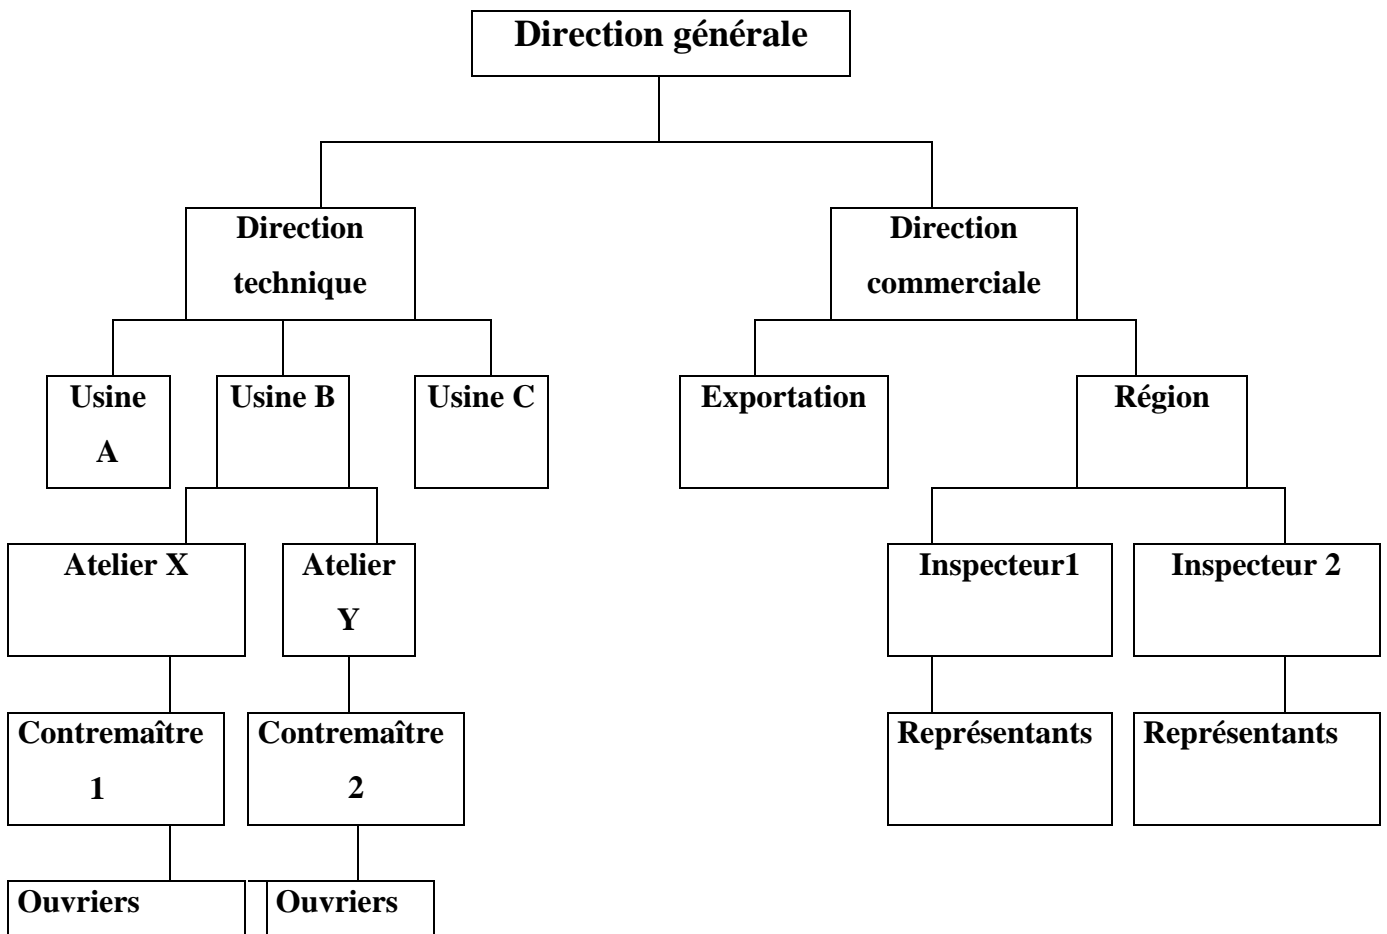 Direction générale
Direction
technique
Direction
commerciale
Usine
A
Usine B
Usine C
Exportation
Région
Atelier X
Atelier
Y
Inspecteur1
Inspecteur 2
Contremaître
1
Contremaître
2
Représentants
Représentants
Ouvriers
Ouvriers